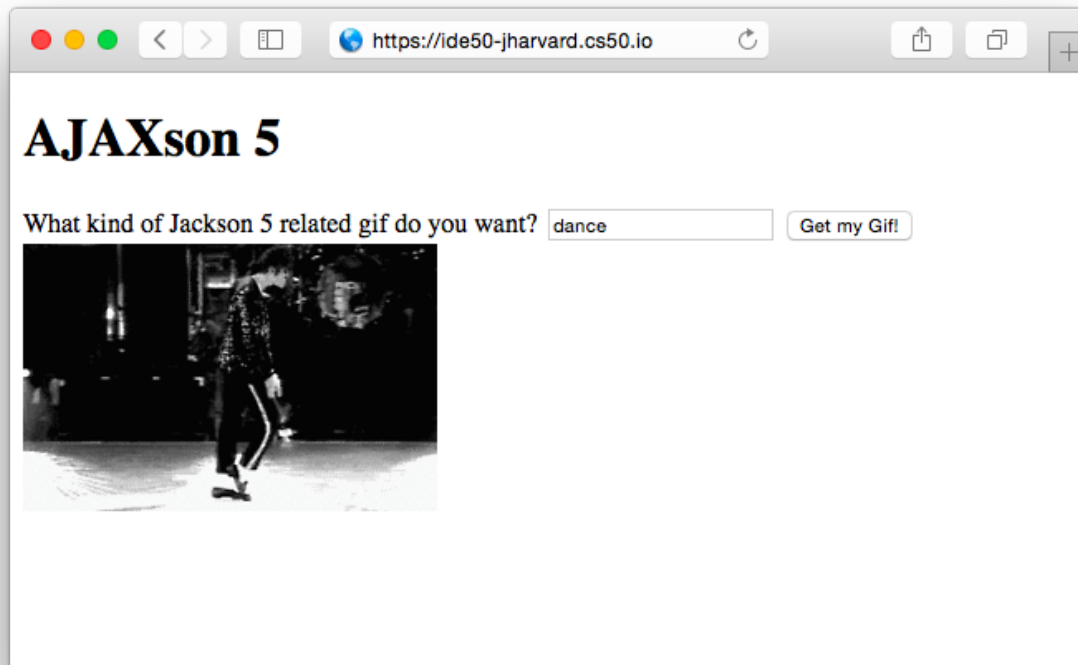 https://ide50-jharvard.cs50.io
AJAXson 5
What kind of Jackson 5 related gif do you want? dance Get my Gif!